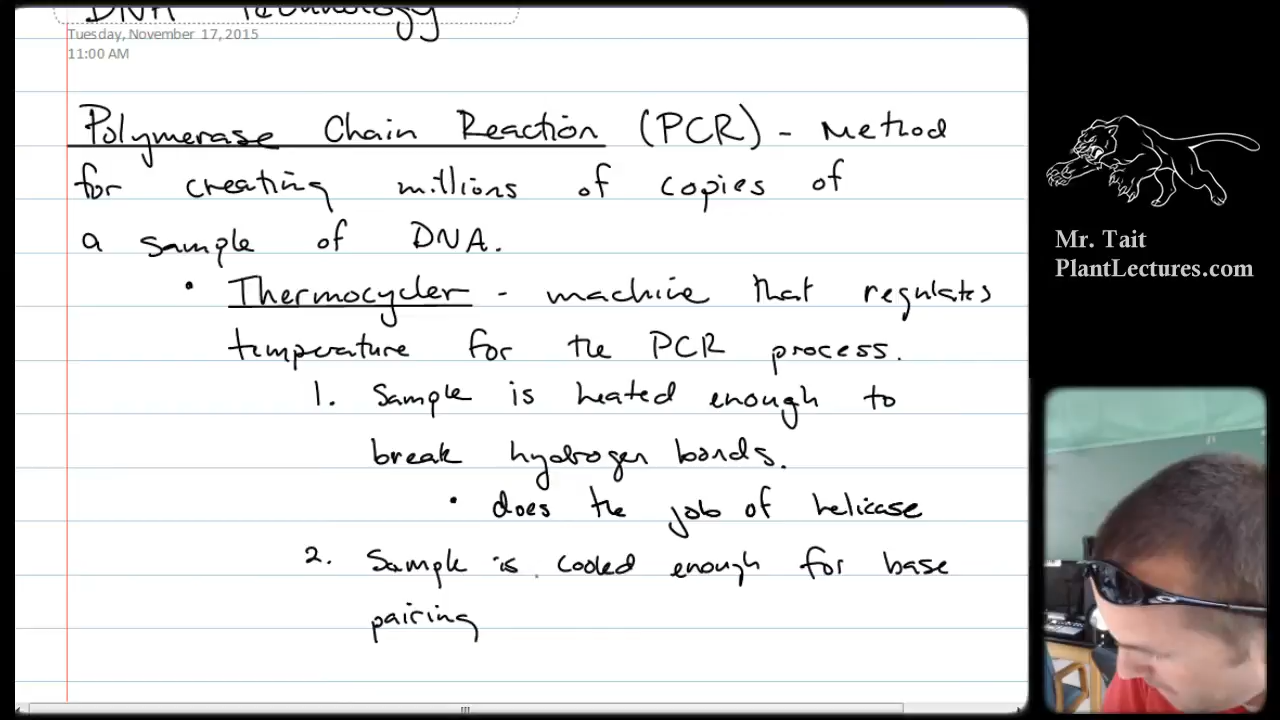 DNA Technology
Tuesday, November 17, 2015
11:00 AM
Polymerase Chain Reaction (PCR) - Method
for creating millions of copies of
a sample of DNA.
• Thermocycler - machine that regulates
temperature for the PCR process.
1. Sample is heated enough to
break hydrogen bonds.
• does the job of helicase
2. Sample is cooled enough for base
pairing
Mr. Tait
PlantLectures.com